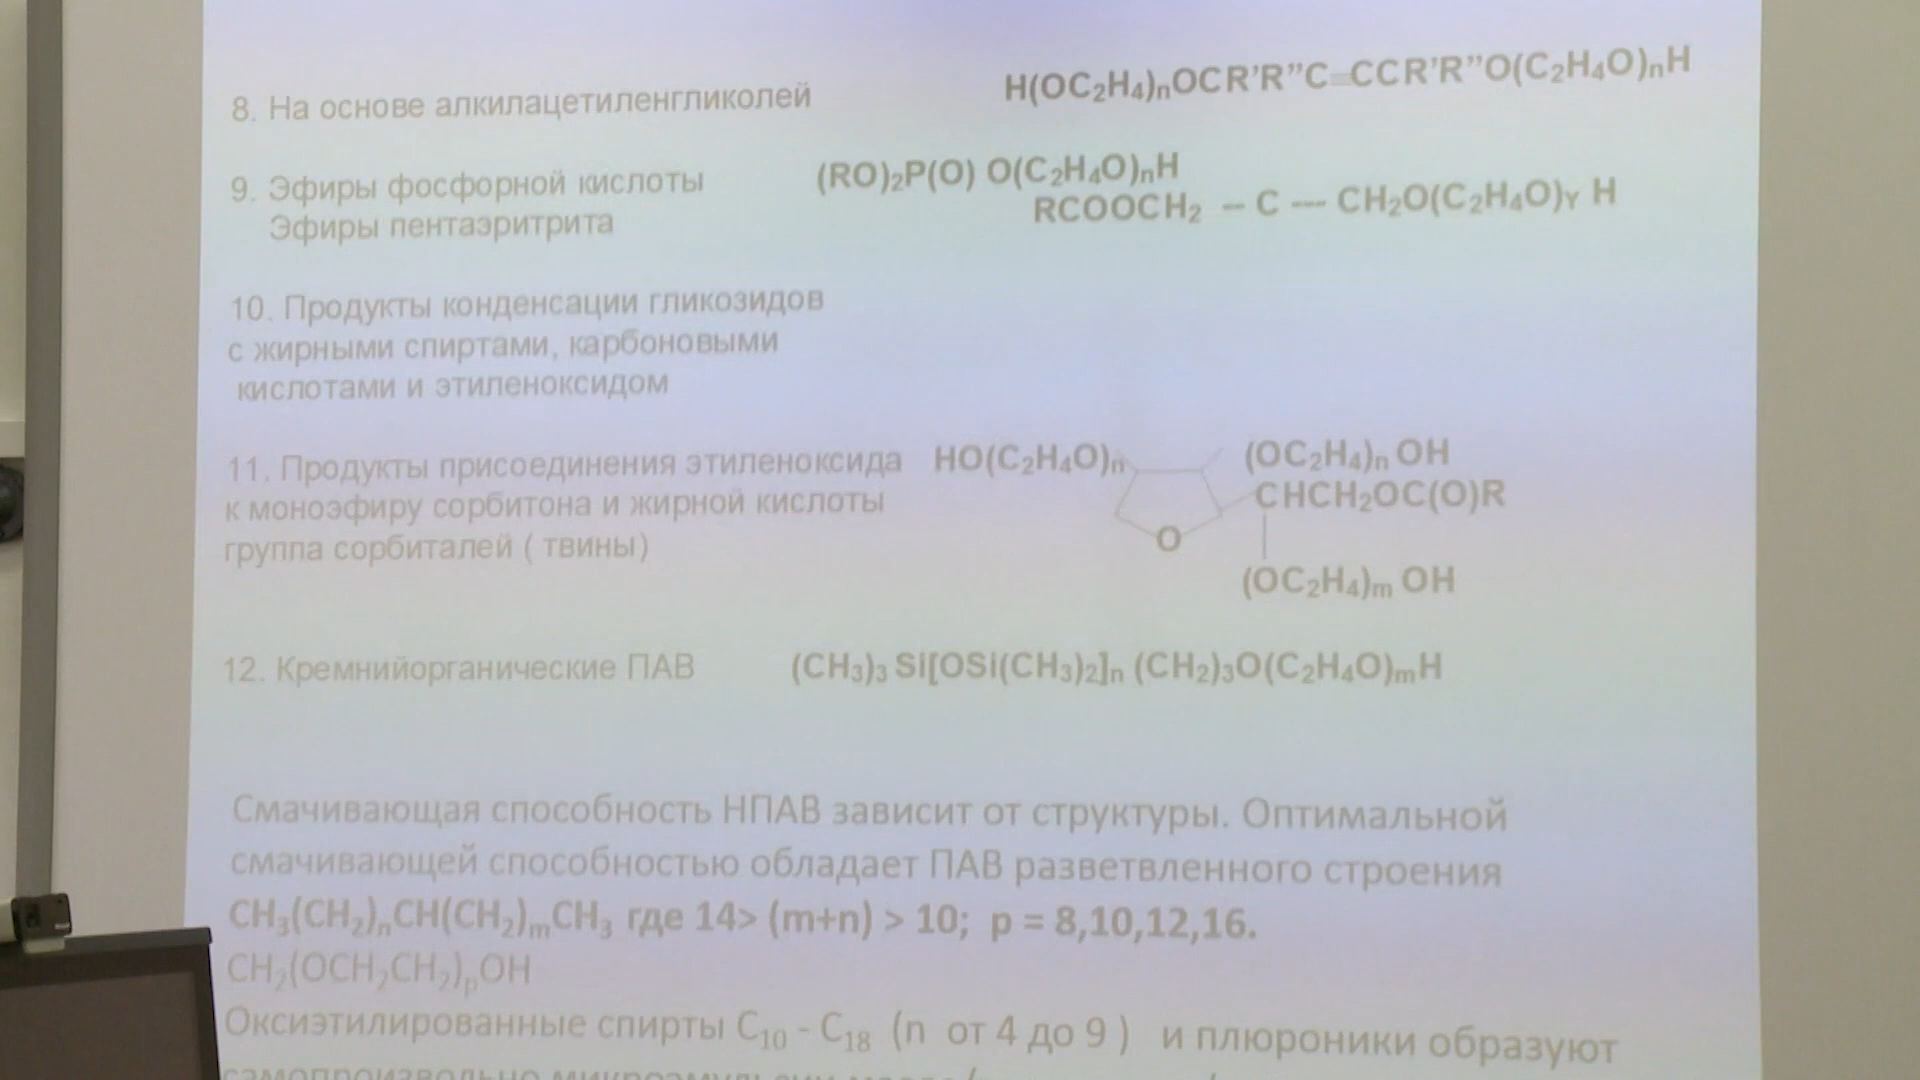 8. На основе алкилацетиленгликолей H(OC₂H₄)ₙOCR’R”C≡CCR’R”O(C₂H₄O)ₙH
9. Эфиры фосфорной кислоты (RO)₂P(O) O(C₂H₄O)ₙH
Эфиры пентаэритрита RCOOCH₂ -- C --- CH₂O(C₂H₄O)Y H
10. Продукты конденсации гликозидов
с жирными спиртами, карбоновыми
кислотами и этиленоксидом
11. Продукты присоединения этиленоксида HO(C₂H₄O)ₙ (OC₂H₄)ₙ OH
к моноэфиру сорбитона и жирной кислоты CHCH₂OC(O)R
группа сорбиталей ( твины) O
(OC₂H₄)ₘ OH
12. Кремнийорганические ПАВ (CH₃)₃ Si[OSi(CH₃)₂]ₙ (CH₂)₃O(C₂H₄O)ₘH
Смачивающая способность НПАВ зависит от структуры. Оптимальной
смачивающей способностью обладает ПАВ разветвленного строения
CH₃(CH₂)ₙCH(CH₂)ₘCH₃ где 14> (m+n) > 10; p = 8,10,12,16.
CH₂(OCH₂CH₂)ₚOH
Оксиэтилированные спирты C₁₀ - C₁₈ (n от 4 до 9 ) и плюроники образуют
самопроизвольно микроэмульсии